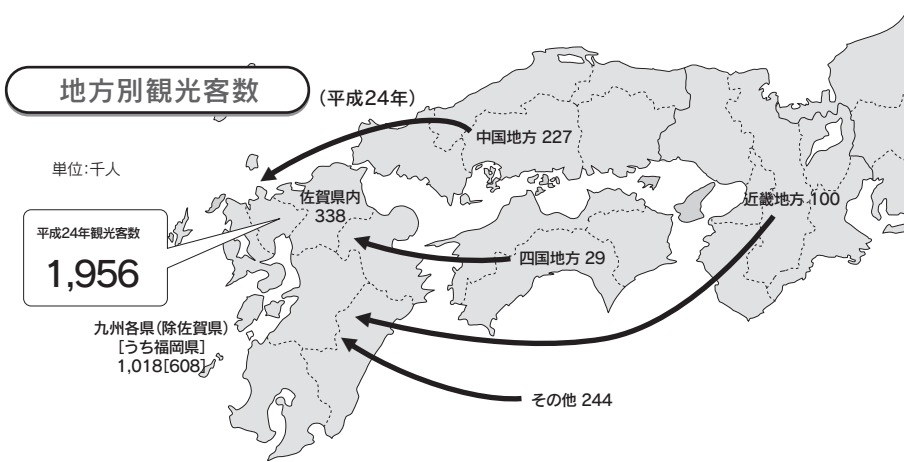 地方別観光客数
(平成24年)
単位:千人
中国地方 227
佐賀県内
338
近畿地方 100
平成24年観光客数
1,956
四国地方 29
九州各県(除佐賀県)
[うち福岡県]
1,018[608]
その他 244